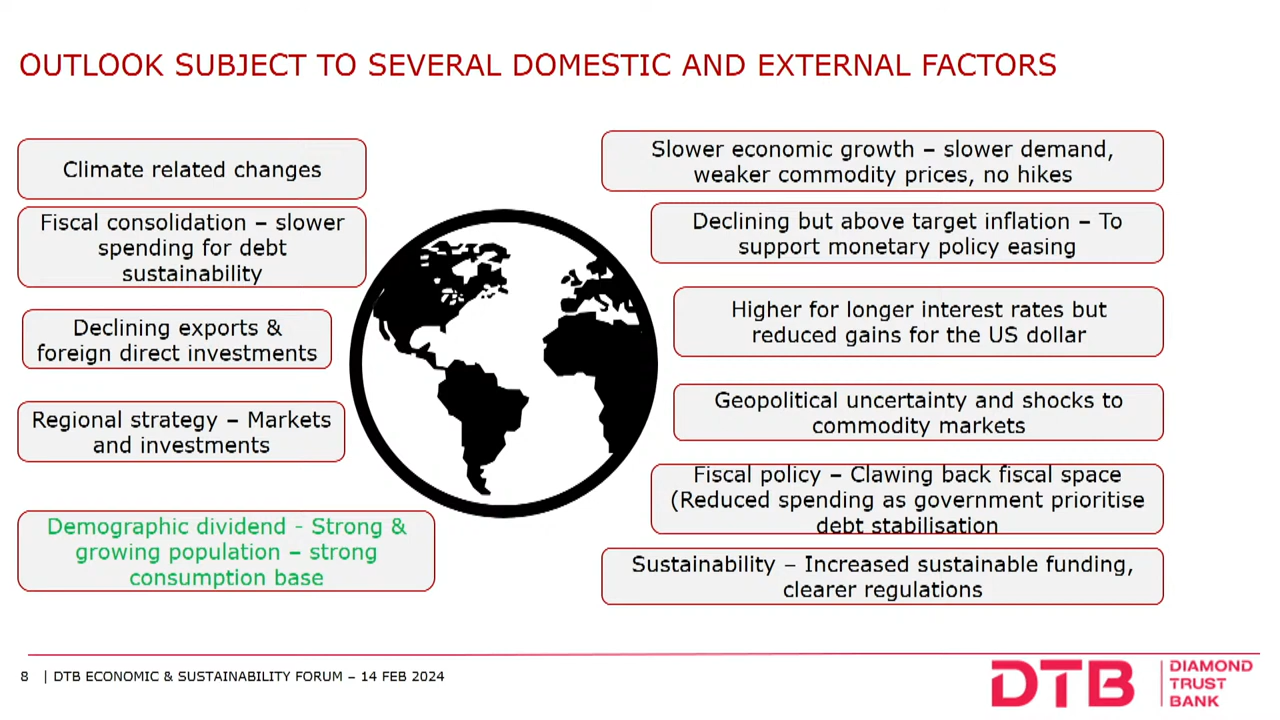 OUTLOOK SUBJECT TO SEVERAL DOMESTIC AND EXTERNAL FACTORS
Climate related changes
Fiscal consolidation – slower
spending for debt
sustainability
Declining exports &
foreign direct investments
Regional strategy – Markets
and investments
Demographic dividend - Strong &
growing population – strong
consumption base
Slower economic growth – slower demand,
weaker commodity prices, no hikes
Declining but above target inflation – To
support monetary policy easing
Higher for longer interest rates but
reduced gains for the US dollar
Geopolitical uncertainty and shocks to
commodity markets
Fiscal policy – Clawing back fiscal space
(Reduced spending as government prioritise
debt stabilisation
Sustainability – Increased sustainable funding,
clearer regulations
8 | DTB ECONOMIC & SUSTAINABILITY FORUM – 14 FEB 2024
DTB
DIAMOND
TRUST
BANK